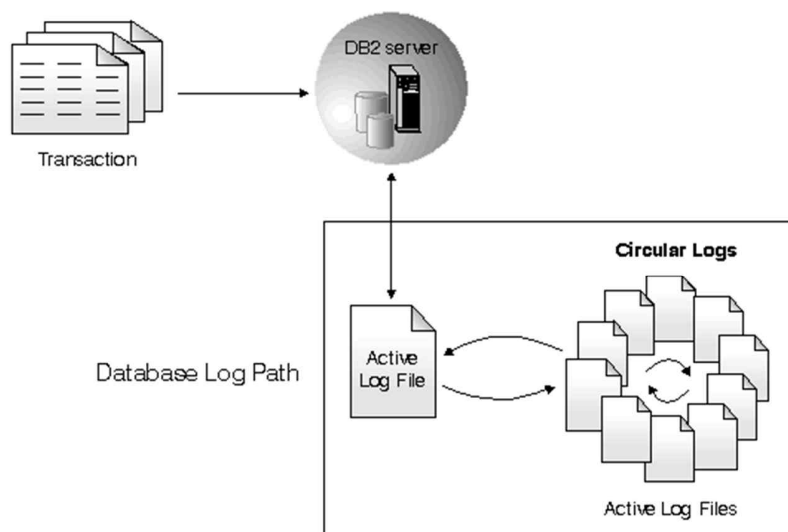 DB2 server
Transaction
Circular Logs
Active
Log File
Database Log Path
Active Log Files